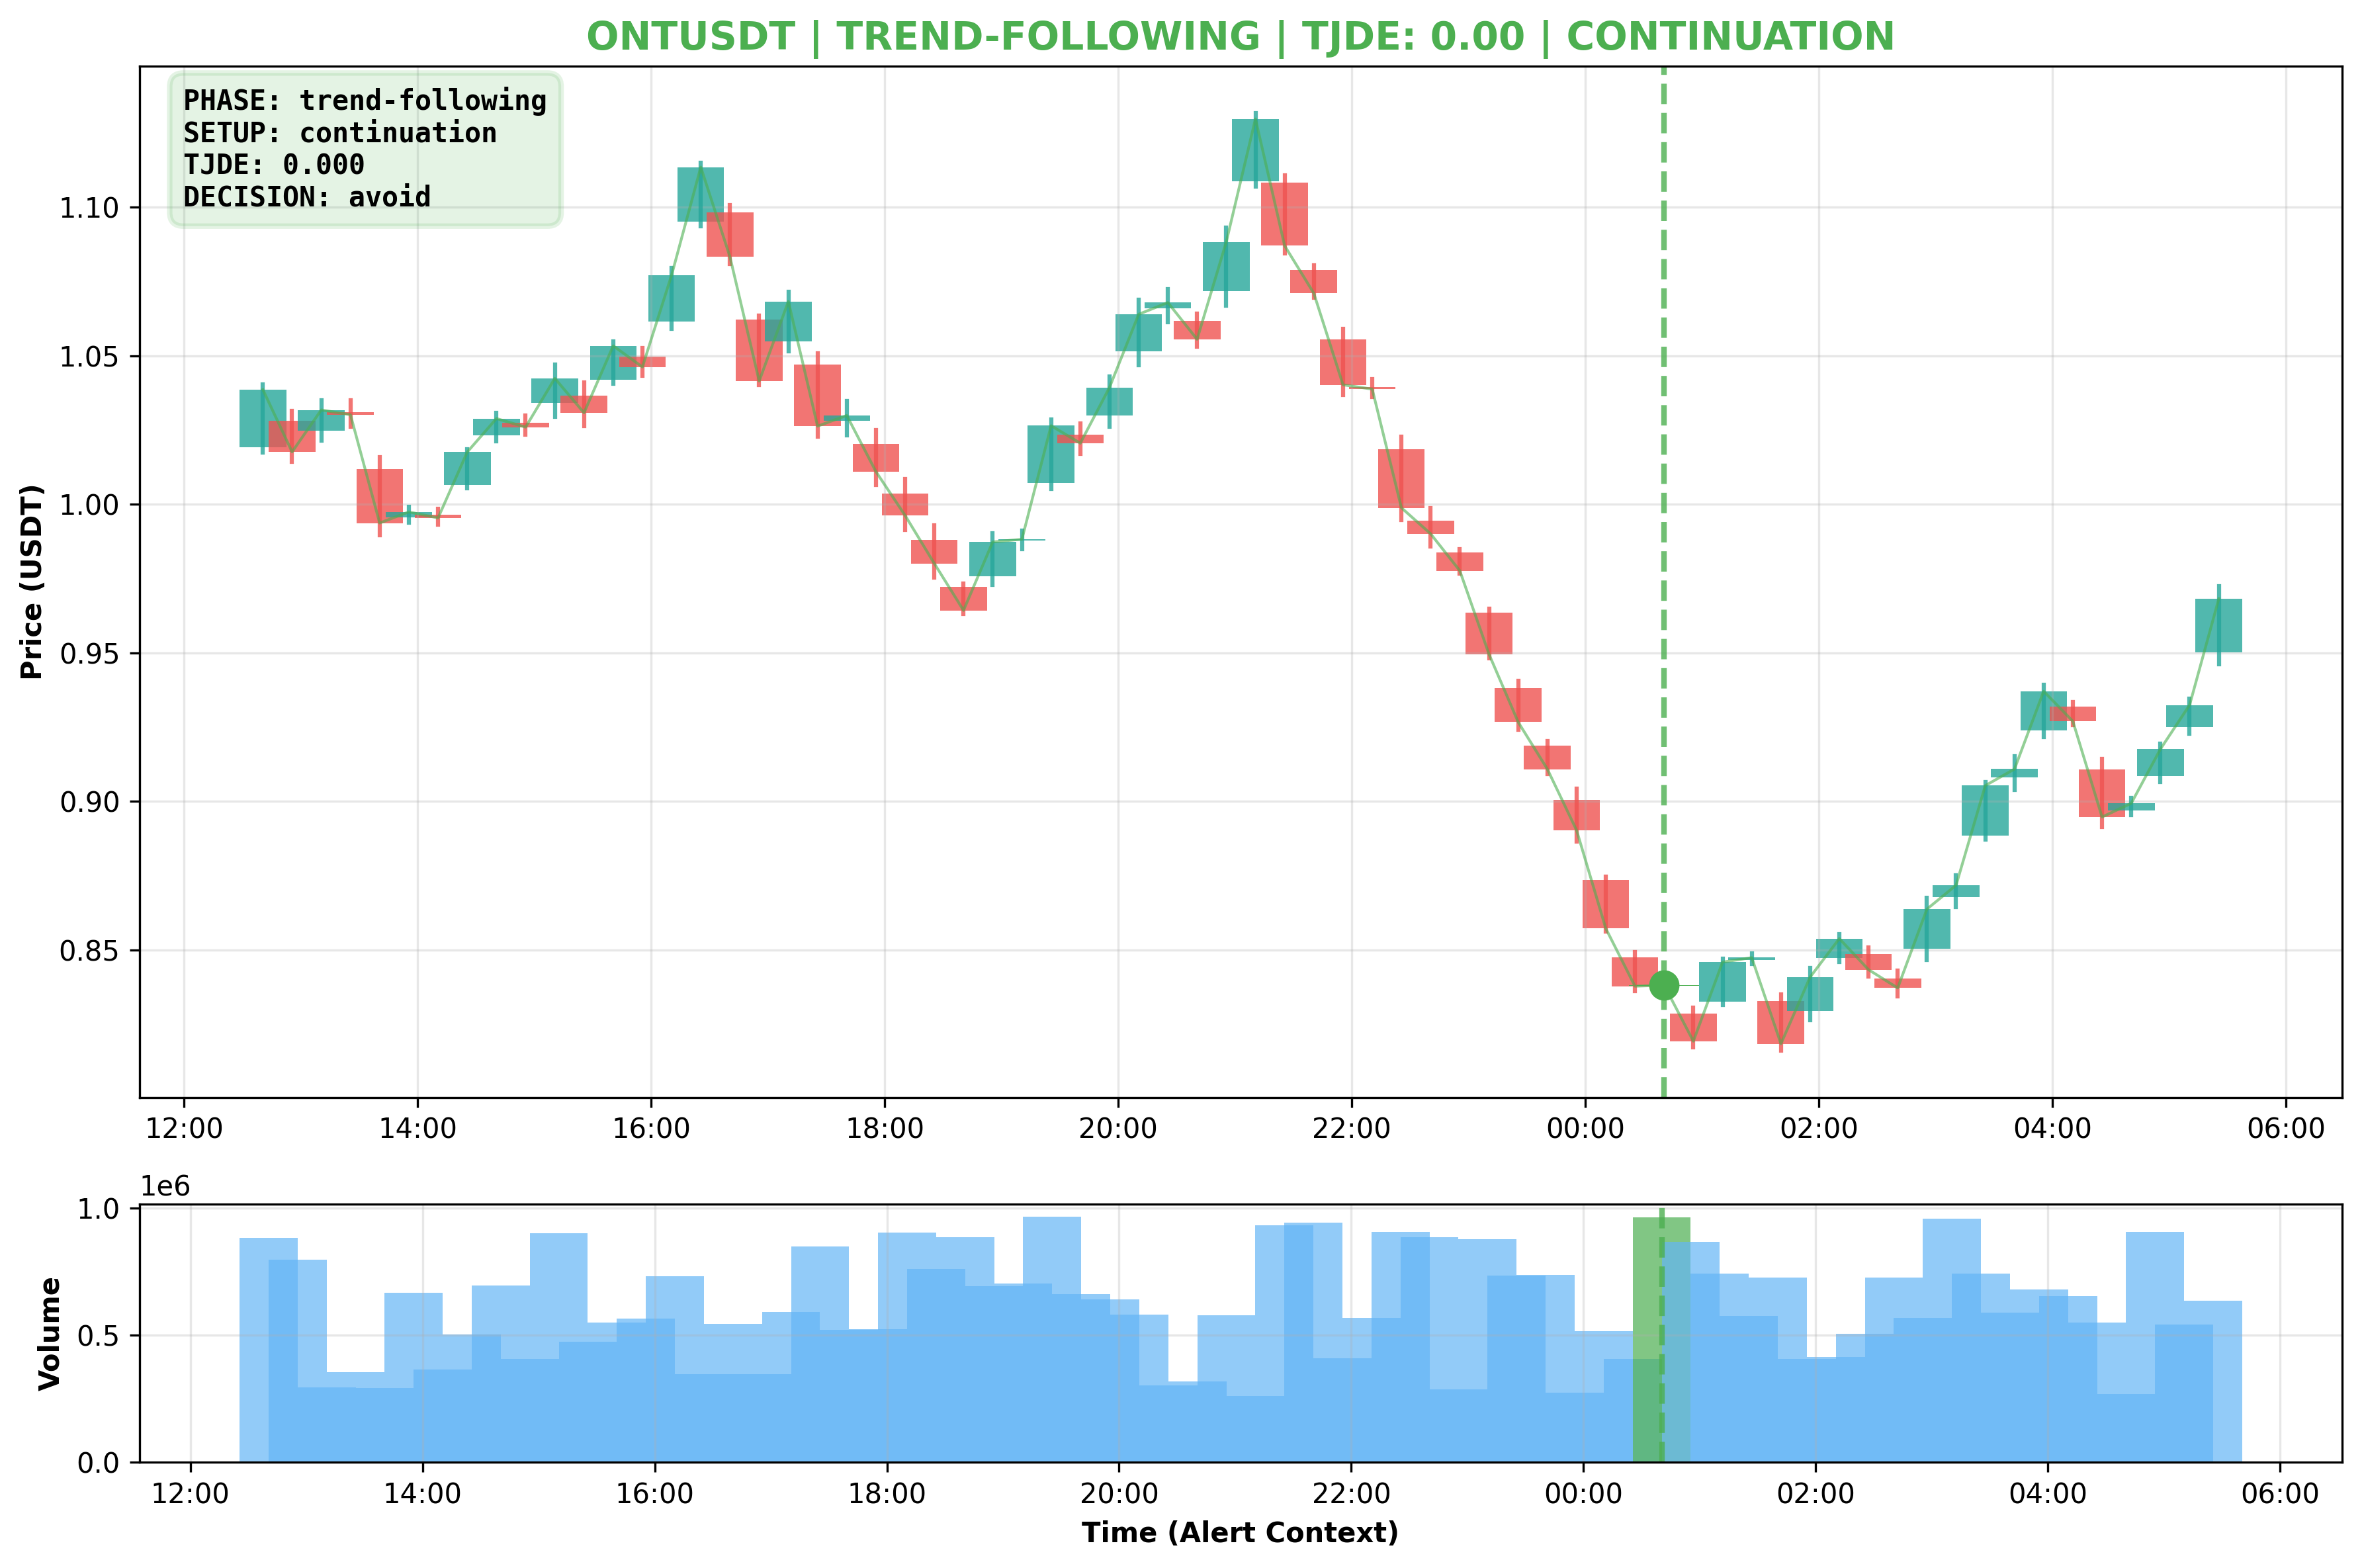 ONTUSDT | TREND-FOLLOWING | TJDE: 0.00 | CONTINUATION
PHASE: trend-following
SETUP: continuation
TJDE: 0.000
DECISION: avoid
Price (USDT)
1.10
1.05
1.00
0.95
0.90
0.85
12:00 14:00 16:00 18:00 20:00 22:00 00:00 02:00 04:00 06:00
1e6
Volume
1.0
0.5
0.0
12:00 14:00 16:00 18:00 20:00 22:00 00:00 02:00 04:00 06:00
Time (Alert Context)